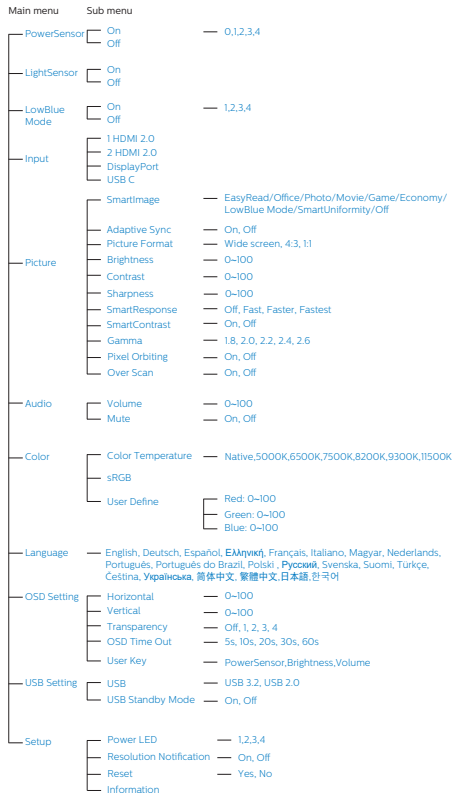 Main menu Sub menu
PowerSensor On 0,1,2,3,4
Off
LightSensor On
Off
LowBlue Mode On 1,2,3,4
Off
Input 1 HDMI 2.0
2 HDMI 2.0
DisplayPort
USB C
Picture SmartImage EasyRead/Office/Photo/Movie/Game/Economy/
LowBlue Mode/SmartUniformity/Off
Adaptive Sync On, Off
Picture Format Wide screen, 4:3, 1:1
Brightness 0~100
Contrast 0~100
Sharpness 0~100
SmartResponse Off, Fast, Faster, Fastest
SmartContrast On, Off
Gamma 1.8, 2.0, 2.2, 2.4, 2.6
Pixel Orbiting On, Off
Over Scan On, Off
Audio Volume 0~100
Mute On, Off
Color Color Temperature Native,5000K,6500K,7500K,8200K,9300K,11500K
sRGB
User Define Red: 0~100
Green: 0~100
Blue: 0~100
Language English, Deutsch, Español, Ελληνική, Français, Italiano, Magyar, Nederlands,
Português, Português do Brazil, Polski , Русский, Svenska, Suomi, Türkçe,
Čeština, Українська, 简体中文, 繁體中文,日本語,한국어
OSD Setting Horizontal 0~100
Vertical 0~100
Transparency Off, 1, 2, 3, 4
OSD Time Out 5s, 10s, 20s, 30s, 60s
User Key PowerSensor,Brightness,Volume
USB Setting USB USB 3.2, USB 2.0
USB Standby Mode On, Off
Setup Power LED 1,2,3,4
Resolution Notification On, Off
Reset Yes, No
Information